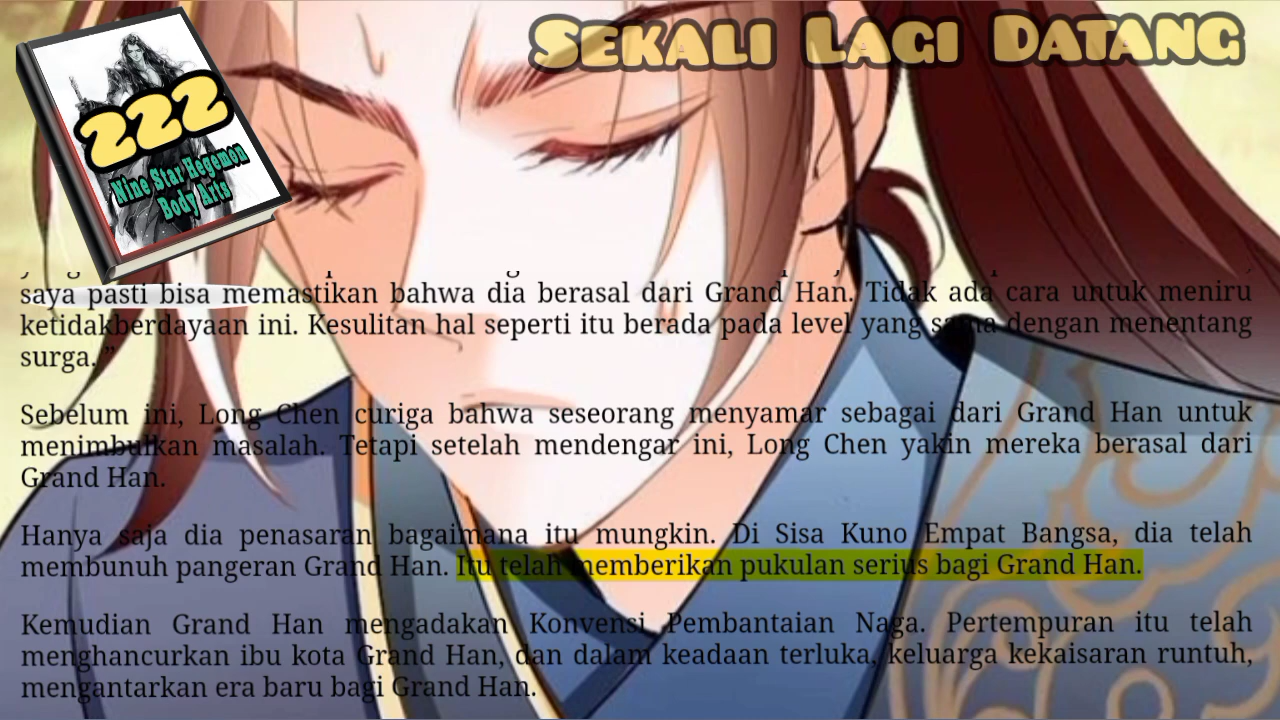 SEKALI LAGI DATANG
222
Nine Star Hegemon
Body Arts
saya pasti bisa memastikan bahwa dia berasal dari Grand Han. Tidak ada cara untuk meniru
ketidakberdayaan ini. Kesulitan hal seperti itu berada pada level yang sama dengan menentang
surga.”
Sebelum ini, Long Chen curiga bahwa seseorang menyamar sebagai dari Grand Han untuk
menimbulkan masalah. Tetapi setelah mendengar ini, Long Chen yakin mereka berasal dari
Grand Han.
Hanya saja dia penasaran bagaimana itu mungkin. Di Sisa Kuno Empat Bangsa, dia telah
membunuh pangeran Grand Han. Itu telah memberikan pukulan serius bagi Grand Han.
Kemudian Grand Han mengadakan Konvensi Pembantaian Naga. Pertempuran itu telah
menghancurkan ibu kota Grand Han, dan dalam keadaan terluka, keluarga kekaisaran runtuh,
mengantarkan era baru bagi Grand Han.